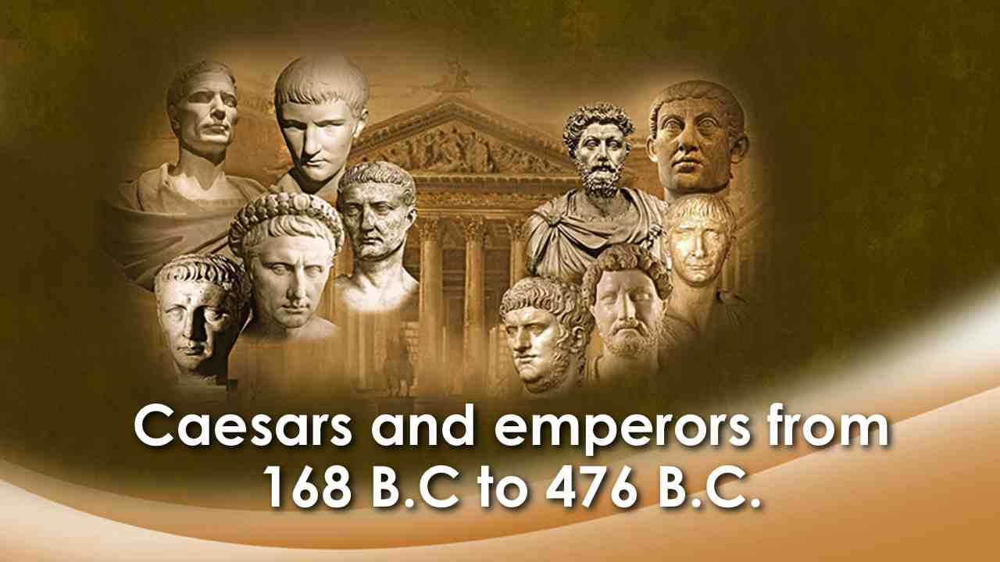 Caesars and emperors from
168 B.C to 476 B.C.